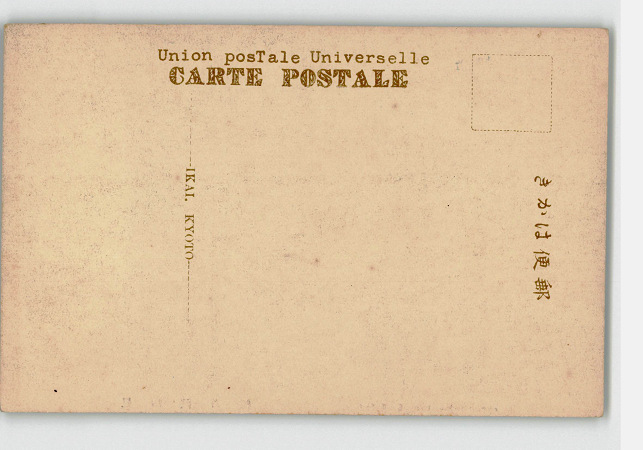 Union posTale Universelle
CARTE POSTALE
IKAI, KYOTO
きかは便郵